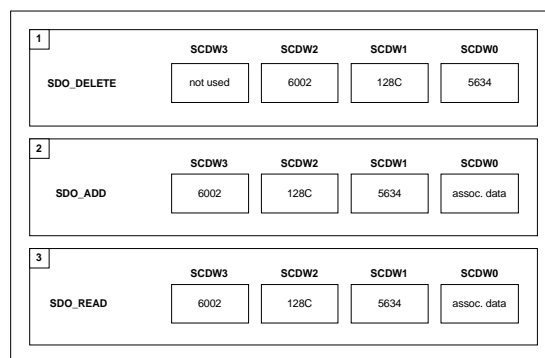 1
SCDW3 SCDW2 SCDW1 SCDW0
SDO_DELETE not used 6002 128C 5634
2
SCDW3 SCDW2 SCDW1 SCDW0
SDO_ADD 6002 128C 5634 assoc. data
3
SCDW3 SCDW2 SCDW1 SCDW0
SDO_READ 6002 128C 5634 assoc. data